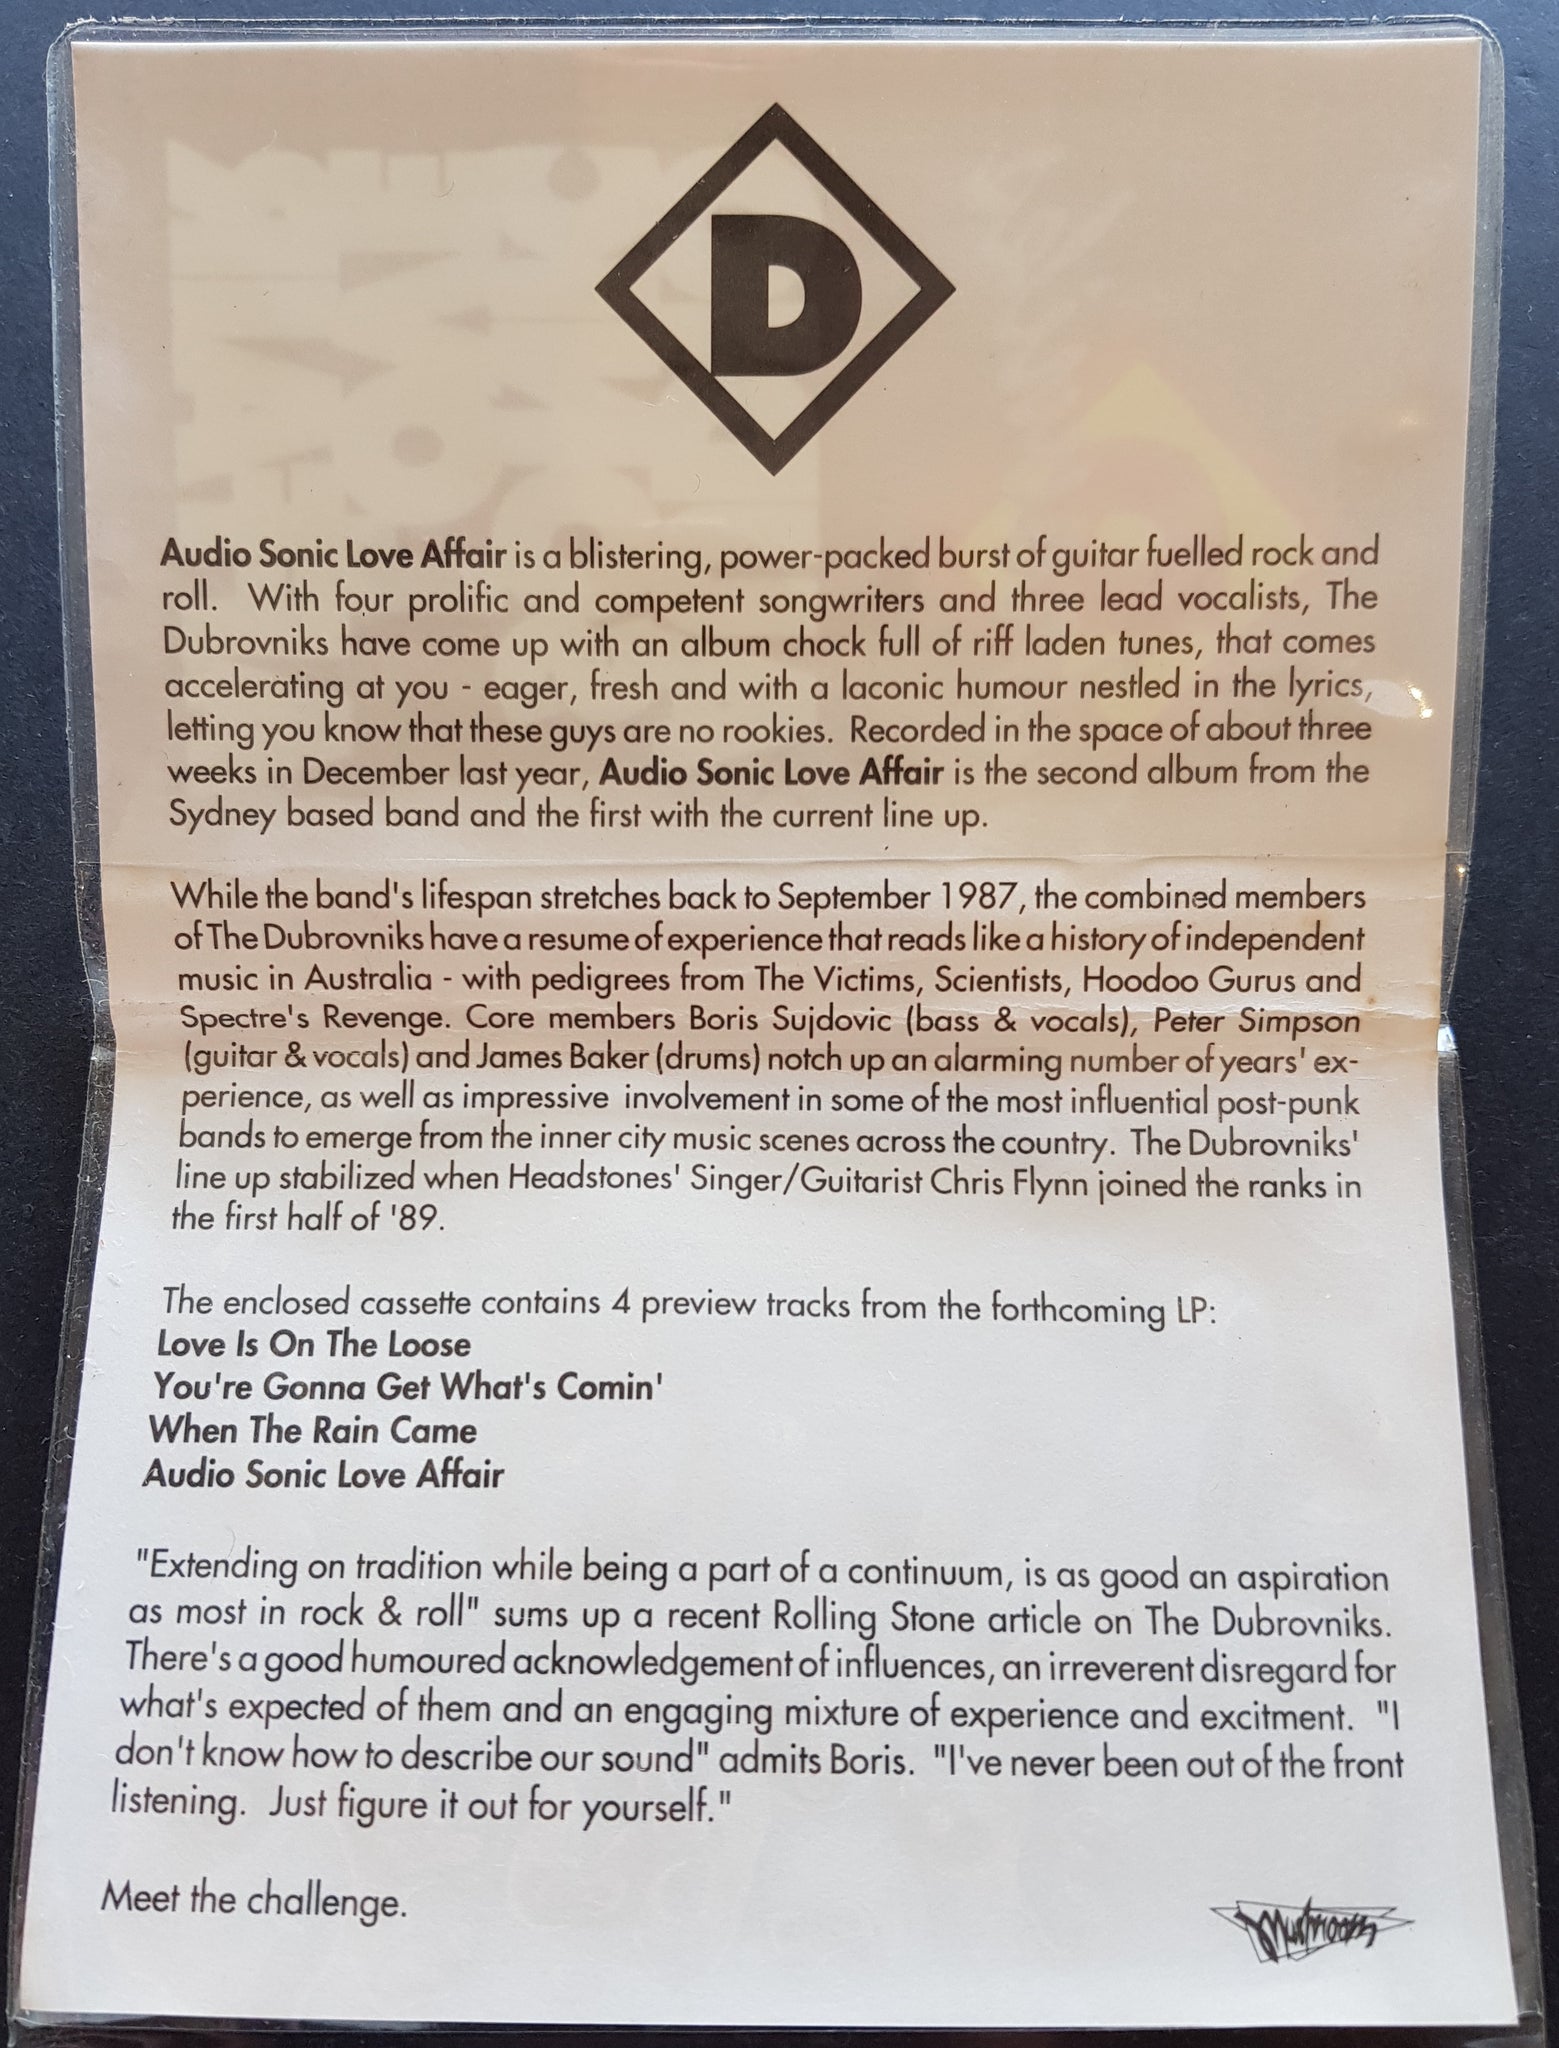 D
Audio Sonic Love Affair is a blistering, power-packed burst of guitar fuelled rock and
roll. With four prolific and competent songwriters and three lead vocalists, The
Dubrovniks have come up with an album chock full of riff laden tunes, that comes
accelerating at you - eager, fresh and with a laconic humour nestled in the lyrics,
letting you know that these guys are no rookies. Recorded in the space of about three
weeks in December last year, Audio Sonic Love Affair is the second album from the
Sydney based band and the first with the current line up.
While the band's lifespan stretches back to September 1987, the combined members
of The Dubrovniks have a resume of experience that reads like a history of independent
music in Australia - with pedigrees from The Victims, Scientists, Hoodoo Gurus and
Spectre's Revenge. Core members Boris Sujdovic (bass & vocals), Peter Simpson
(guitar & vocals) and James Baker (drums) notch up an alarming number of years' ex-
perience, as well as impressive involvement in some of the most influential post-punk
bands to emerge from the inner city music scenes across the country. The Dubrovniks'
line up stabilized when Headstones' Singer/Guitarist Chris Flynn joined the ranks in
the first half of '89.
The enclosed cassette contains 4 preview tracks from the forthcoming LP:
Love Is On The Loose
You're Gonna Get What's Comin'
When The Rain Came
Audio Sonic Love Affair
"Extending on tradition while being a part of a continuum, is as good an aspiration
as most in rock & roll" sums up a recent Rolling Stone article on The Dubrovniks.
There's a good humoured acknowledgement of influences, an irreverent disregard for
what's expected of them and an engaging mixture of experience and excitment. "I
don't know how to describe our sound" admits Boris. "I've never been out of the front
listening. Just figure it out for yourself."
Meet the challenge.
Mushroom